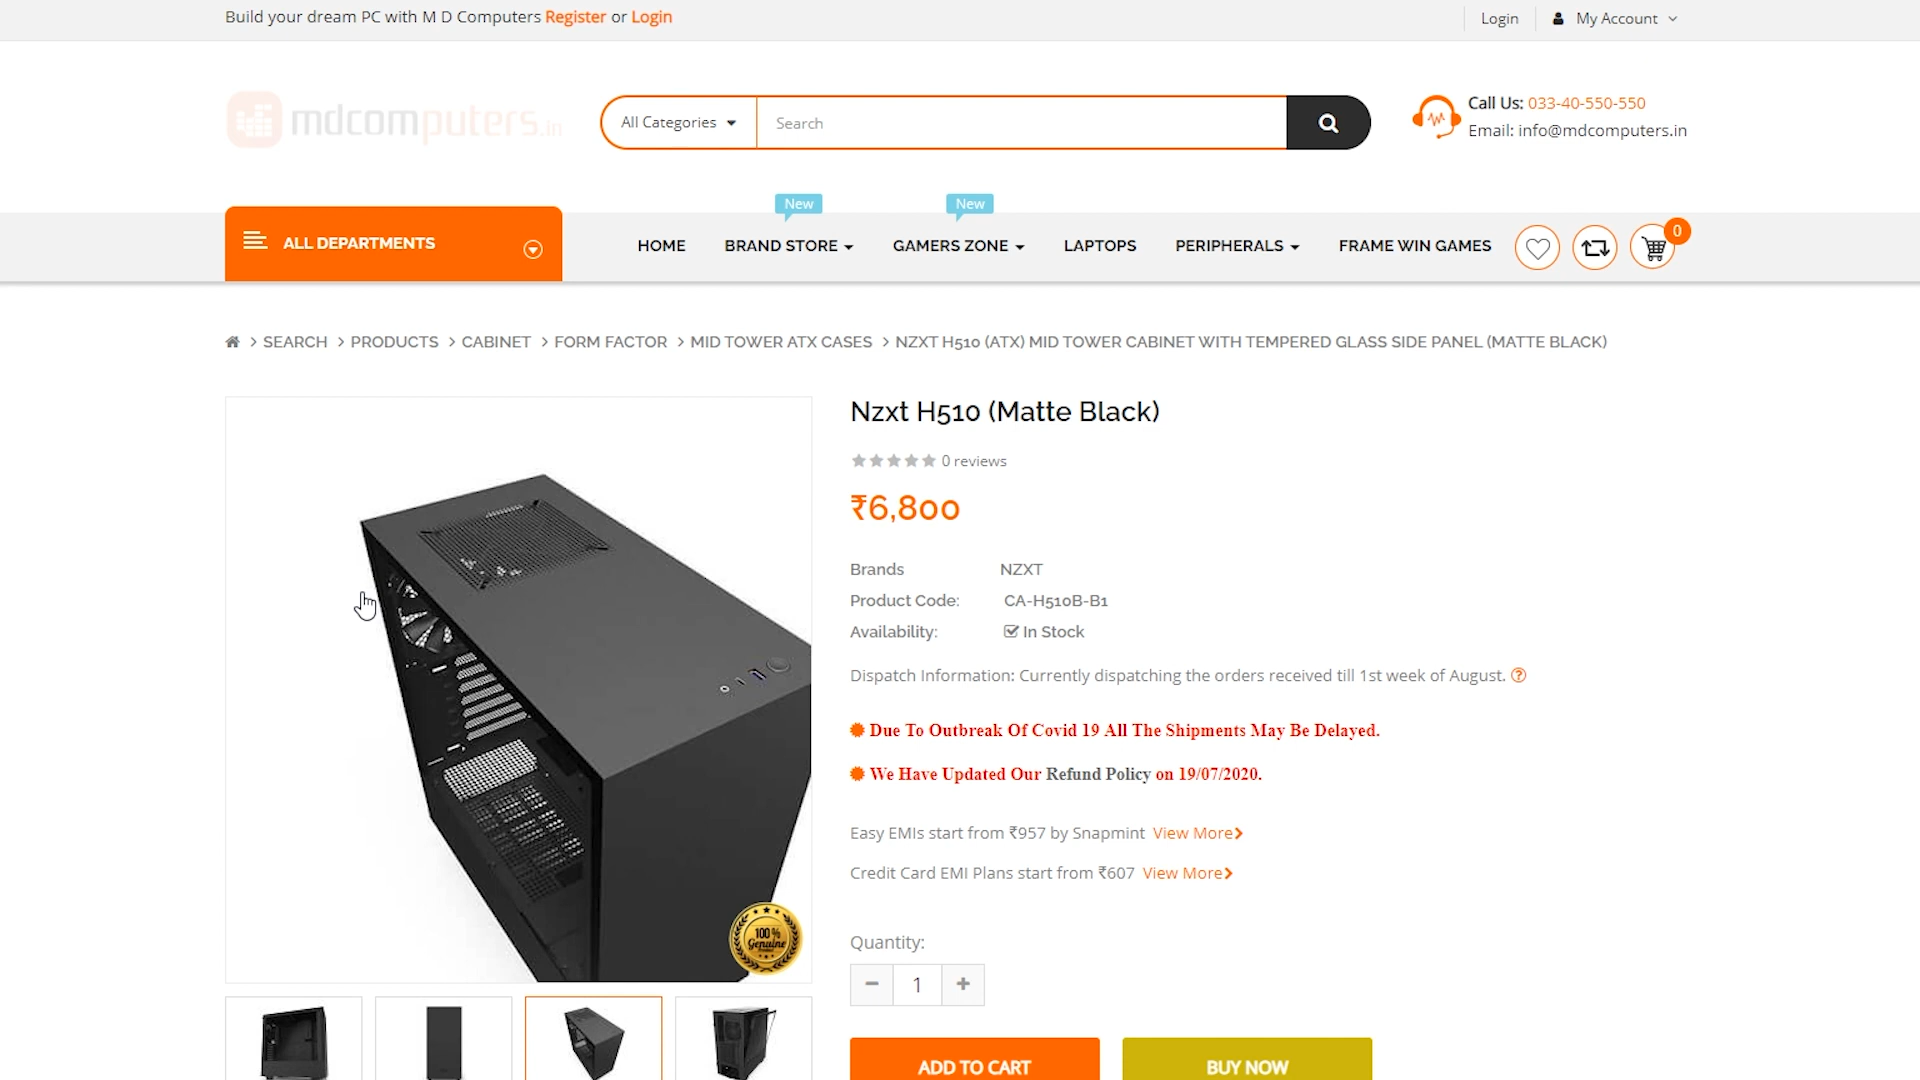 Build your dream PC with M D Computers Register or Login
Login
My Account
mdcomputers.in
All Categories
Search
Call Us: 033-40-550-550
Email: info@mdcomputers.in
New
New
ALL DEPARTMENTS
HOME
BRAND STORE
GAMERS ZONE
LAPTOPS
PERIPHERALS
FRAME WIN GAMES
0
> SEARCH > PRODUCTS > CABINET > FORM FACTOR > MID TOWER ATX CASES > NZXT H510 (ATX) MID TOWER CABINET WITH TEMPERED GLASS SIDE PANEL (MATTE BLACK)
Nzxt H510 (Matte Black)
0 reviews
₹6,800
Brands NZXT
Product Code: CA-H510B-B1
Availability: In Stock
Dispatch Information: Currently dispatching the orders received till 1st week of August.
Due To Outbreak Of Covid 19 All The Shipments May Be Delayed.
We Have Updated Our Refund Policy on 19/07/2020.
Easy EMIs start from ₹957 by Snapmint View More
Credit Card EMI Plans start from ₹607 View More
100 %
Genuine
Quantity:
− 1 +
ADD TO CART
BUY NOW